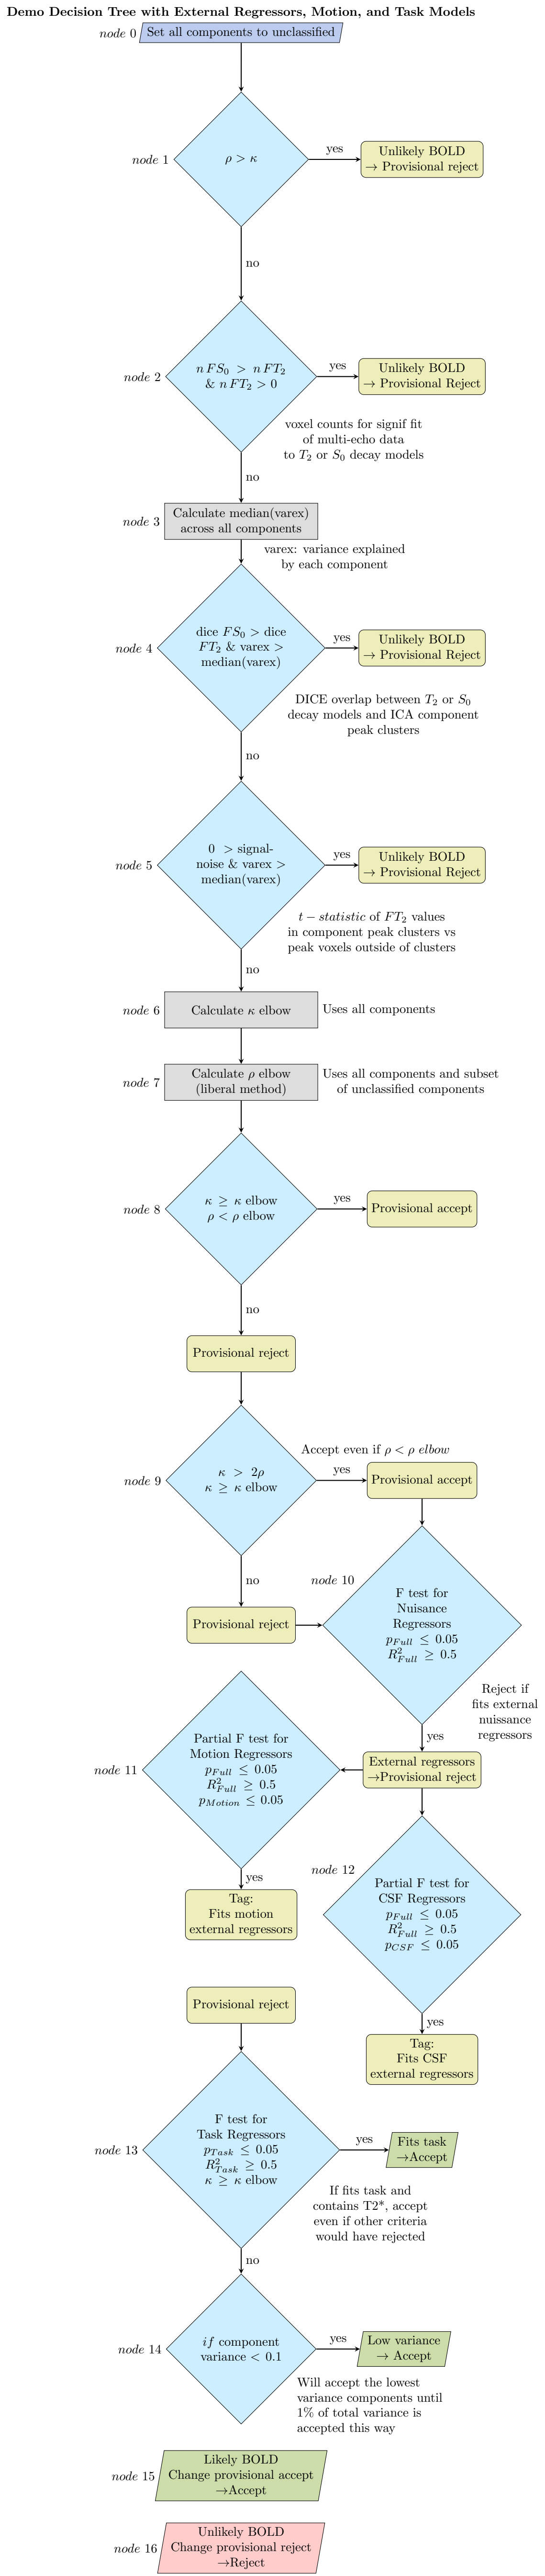 Demo Decision Tree with External Regressors, Motion, and Task Models
node 0
Set all components to unclassified
node 1
ρ > κ
yes
Unlikely BOLD
→ Provisional reject
no
node 2
n FS₀ > n FT₂
& n FT₂ > 0
yes
Unlikely BOLD
→ Provisional Reject
voxel counts for signif fit
of multi-echo data
to T₂ or S₀ decay models
no
node 3
Calculate median(varex)
across all components
varex: variance explained
by each component
node 4
dice FS₀ > dice
FT₂ & varex >
median(varex)
yes
Unlikely BOLD
→ Provisional Reject
DICE overlap between T₂ or S₀
decay models and ICA component
peak clusters
no
node 5
0 > signal-
noise & varex >
median(varex)
yes
Unlikely BOLD
→ Provisional Reject
t − statistic of FT₂ values
in component peak clusters vs
peak voxels outside of clusters
no
node 6
Calculate κ elbow
Uses all components
node 7
Calculate ρ elbow
(liberal method)
Uses all components and subset
of unclassified components
node 8
κ ≥ κ elbow
ρ < ρ elbow
yes
Provisional accept
no
Provisional reject
node 9
κ > 2ρ
κ ≥ κ elbow
Accept even if ρ < ρ elbow
yes
Provisional accept
no
Provisional reject
node 10
F test for
Nuisance
Regressors
p_Full ≤ 0.05
R²_Full ≥ 0.5
Reject if
fits external
nuissance
regressors
yes
External regressors
→Provisional reject
node 11
Partial F test for
Motion Regressors
p_Full ≤ 0.05
R²_Full ≥ 0.5
p_Motion ≤ 0.05
yes
Tag:
Fits motion
external regressors
node 12
Partial F test for
CSF Regressors
p_Full ≤ 0.05
R²_Full ≥ 0.5
p_CSF ≤ 0.05
yes
Tag:
Fits CSF
external regressors
Provisional reject
node 13
F test for
Task Regressors
p_Task ≤ 0.05
R²_Task ≥ 0.5
κ ≥ κ elbow
yes
Fits task
→Accept
If fits task and
contains T2*, accept
even if other criteria
would have rejected
no
node 14
if component
variance < 0.1
yes
Low variance
→ Accept
Will accept the lowest
variance components until
1% of total variance is
accepted this way
node 15
Likely BOLD
Change provisional accept
→Accept
node 16
Unlikely BOLD
Change provisional reject
→Reject